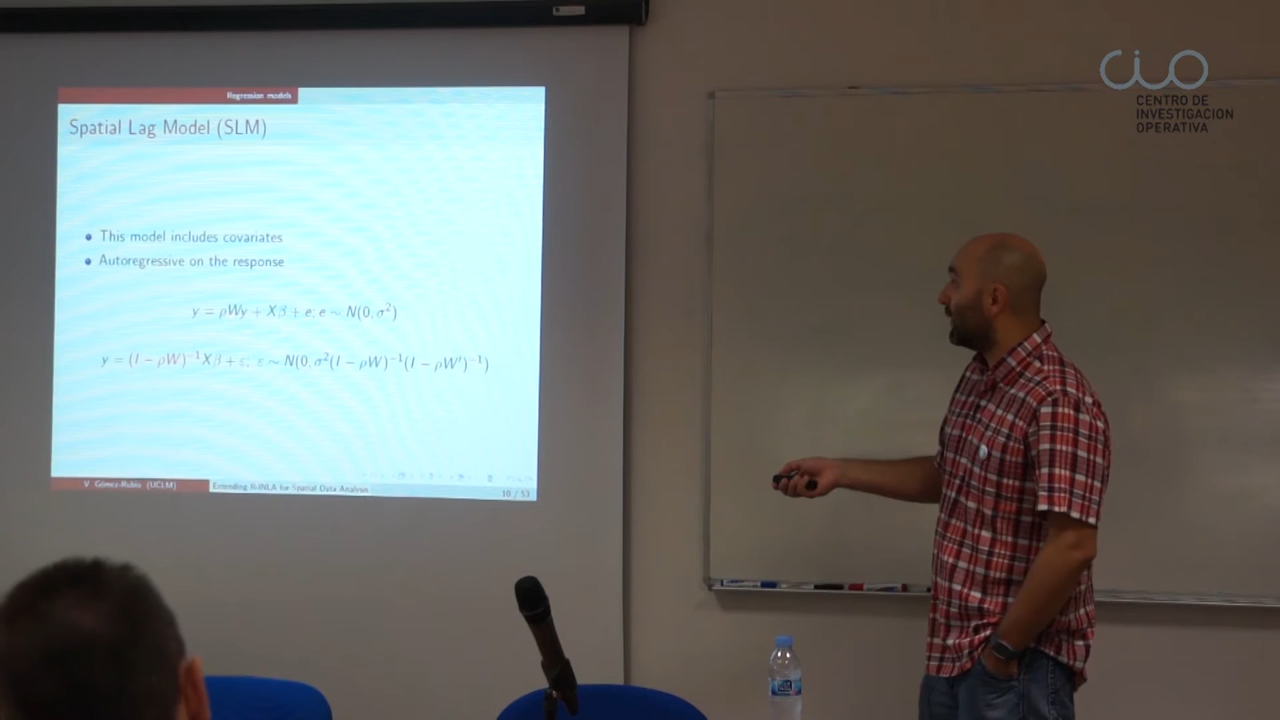 Regression models
Spatial Lag Model (SLM)
• This model includes covariates
• Autoregressive on the response
y = ρWy + Xβ + e; e ∼ N(0, σ²)
y = (I − ρW)⁻¹Xβ + ε; ε ∼ N(0, σ²(I − ρW)⁻¹(I − ρW′)⁻¹)
V. Gómez-Rubio (UCLM)
Extending R-INLA for Spatial Data Analysis
10 / 53
CIO
CENTRO DE
INVESTIGACION
OPERATIVA